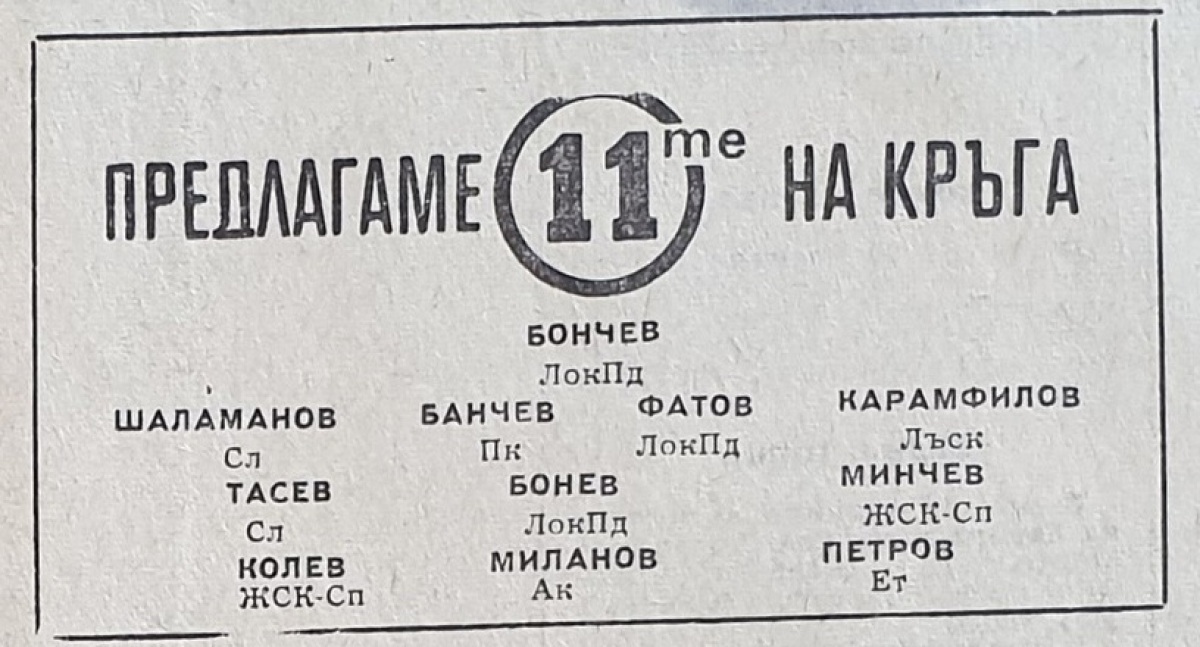 ПРЕДЛАГАМЕ 11те НА КРЪГА
БОНЧЕВ
ЛокПд
ШАЛАМАНОВ БАНЧЕВ ФАТОВ КАРАМФИЛОВ
Сл Пк ЛокПд Лъск
ТАСЕВ БОНЕВ МИНЧЕВ
Сл ЛокПд ЖСК-Сп
КОЛЕВ МИЛАНОВ ПЕТРОВ
ЖСК-Сп Ак Ет